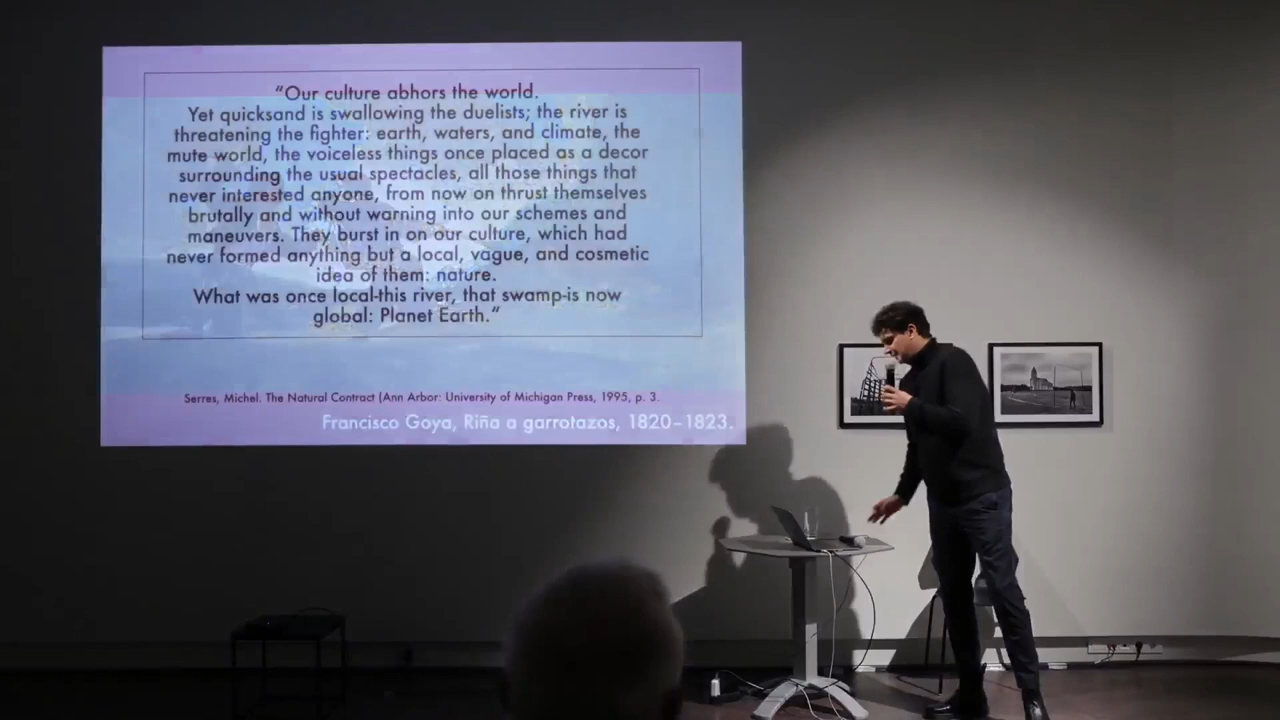 “Our culture abhors the world.
Yet quicksand is swallowing the duelists; the river is
threatening the fighter: earth, waters, and climate, the
mute world, the voiceless things once placed as a decor
surrounding the usual spectacles, all those things that
never interested anyone, from now on thrust themselves
brutally and without warning into our schemes and
maneuvers. They burst in on our culture, which had
never formed anything but a local, vague, and cosmetic
idea of them: nature.
What was once local-this river, that swamp-is now
global: Planet Earth.“
Serres, Michel. The Natural Contract (Ann Arbor: University of Michigan Press, 1995, p. 3.
Francisco Goya, Riña a garrotazos, 1820–1823.